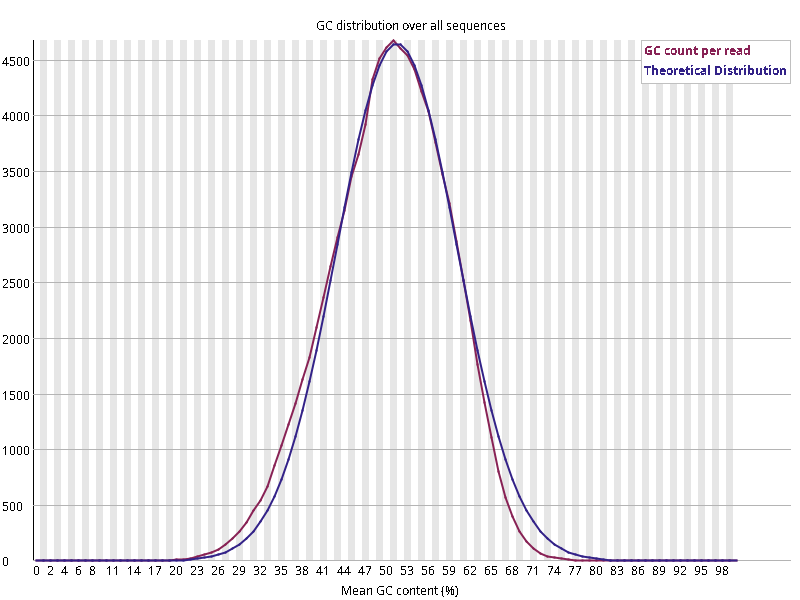 GC distribution over all sequences
GC count per read
Theoretical Distribution
4500
4000
3500
3000
2500
2000
1500
1000
500
0
0 2 4 6 8 11 14 17 20 23 26 29 32 35 38 41 44 47 50 53 56 59 62 65 68 71 74 77 80 83 86 89 92 95 98
Mean GC content (%)